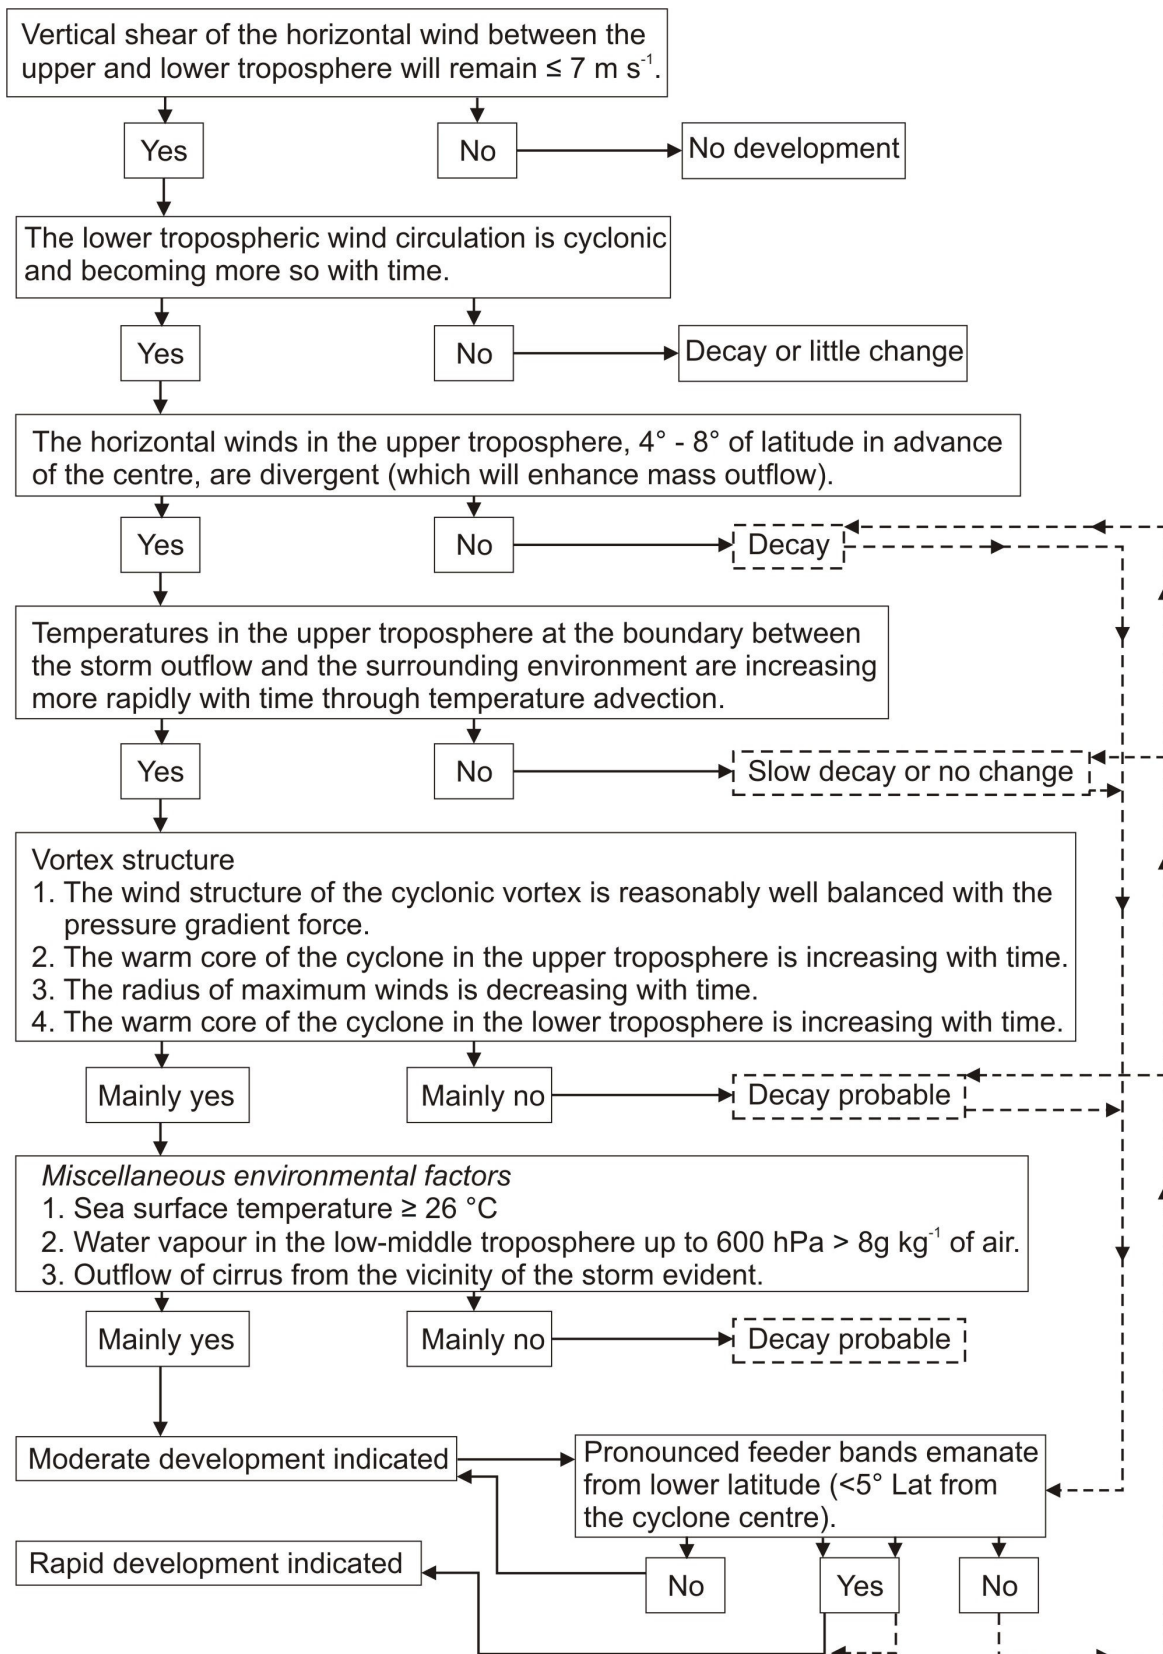 Vertical shear of the horizontal wind between the
upper and lower troposphere will remain ≤ 7 m s⁻¹.
Yes
No
No development
The lower tropospheric wind circulation is cyclonic
and becoming more so with time.
Yes
No
Decay or little change
The horizontal winds in the upper troposphere, 4° - 8° of latitude in advance
of the centre, are divergent (which will enhance mass outflow).
Yes
No
Decay
Temperatures in the upper troposphere at the boundary between
the storm outflow and the surrounding environment are increasing
more rapidly with time through temperature advection.
Yes
No
Slow decay or no change
Vortex structure
1. The wind structure of the cyclonic vortex is reasonably well balanced with the
pressure gradient force.
2. The warm core of the cyclone in the upper troposphere is increasing with time.
3. The radius of maximum winds is decreasing with time.
4. The warm core of the cyclone in the lower troposphere is increasing with time.
Mainly yes
Mainly no
Decay probable
Miscellaneous environmental factors
1. Sea surface temperature ≥ 26 °C
2. Water vapour in the low-middle troposphere up to 600 hPa > 8g kg⁻¹ of air.
3. Outflow of cirrus from the vicinity of the storm evident.
Mainly yes
Mainly no
Decay probable
Moderate development indicated
Pronounced feeder bands emanate
from lower latitude (<5° Lat from
the cyclone centre).
Rapid development indicated
No
Yes
No